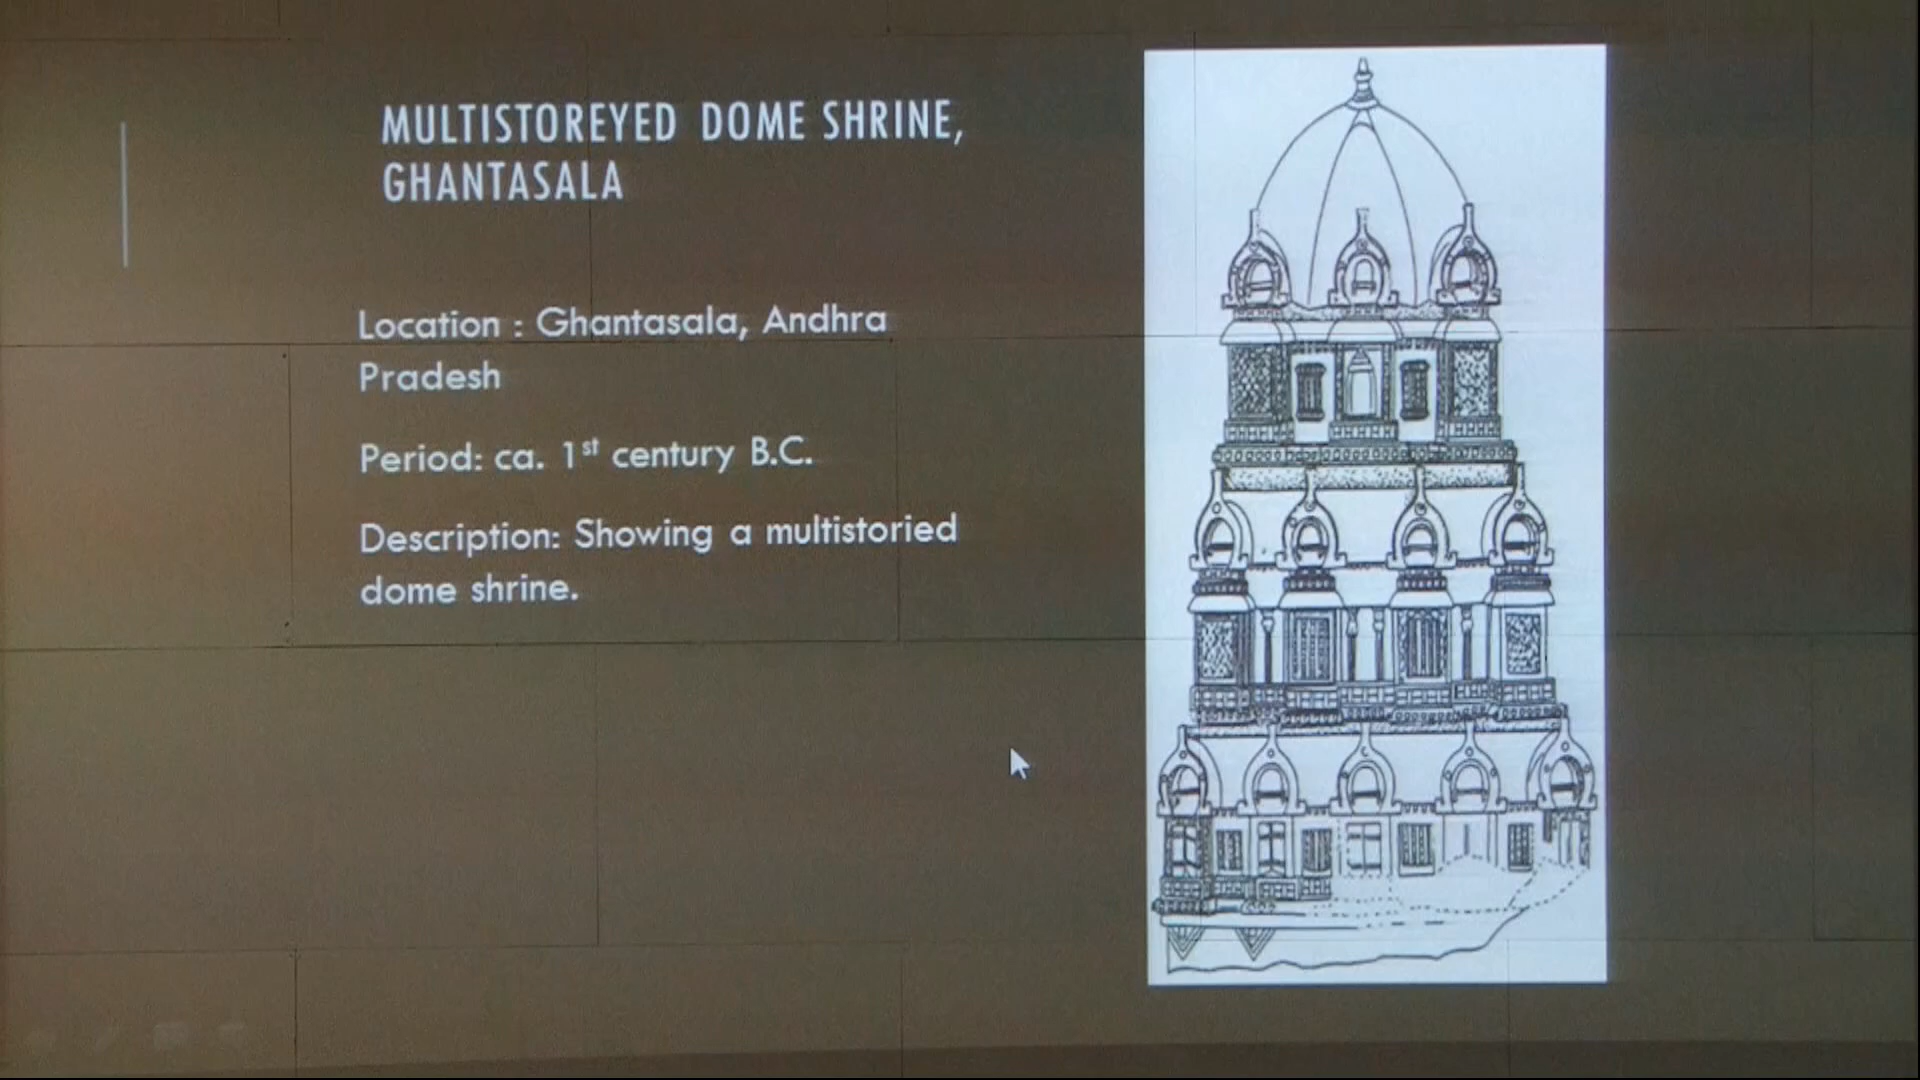 MULTISTOREYED DOME SHRINE,
GHANTASALA
Location : Ghantasala, Andhra
Pradesh
Period: ca. 1st century B.C.
Description: Showing a multistoried
dome shrine.